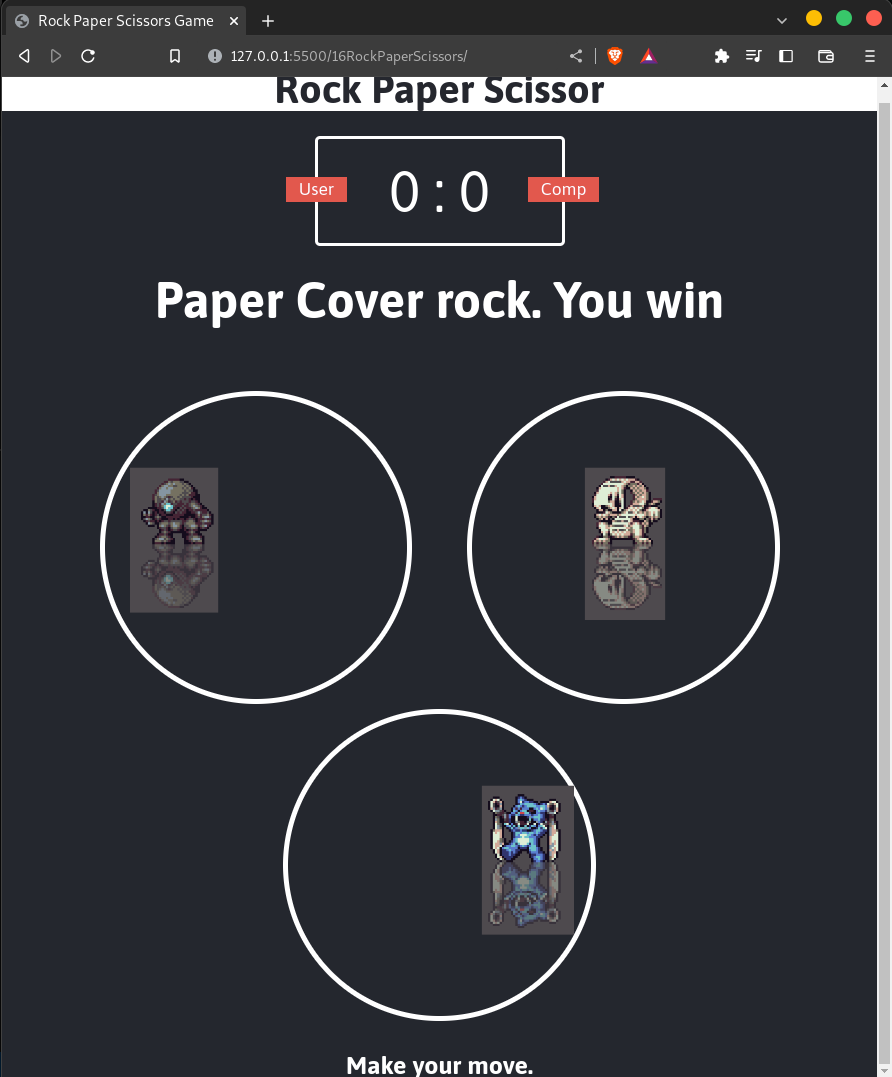 Rock Paper Scissors Game
127.0.0.1:5500/16RockPaperScissors/
Rock Paper Scissor
User 0 : 0 Comp
Paper Cover rock. You win
Make your move.